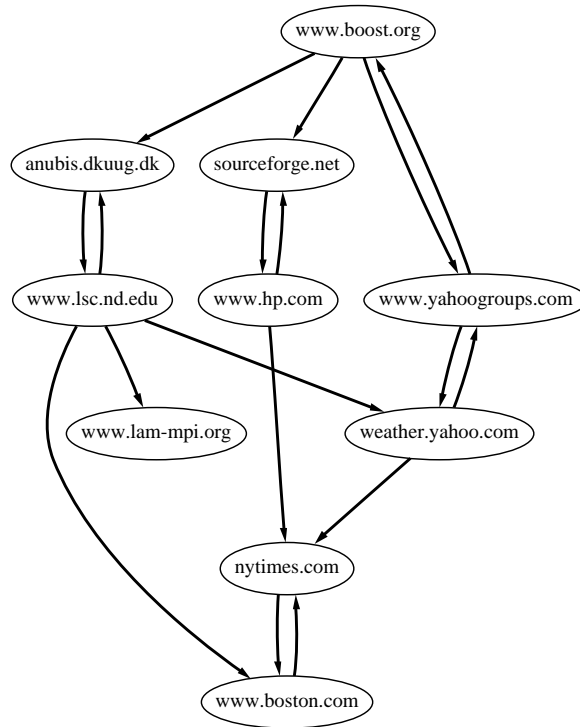 www.boost.org
anubis.dkuug.dk
sourceforge.net
www.lsc.nd.edu
www.hp.com
www.yahoogroups.com
www.lam-mpi.org
weather.yahoo.com
nytimes.com
www.boston.com